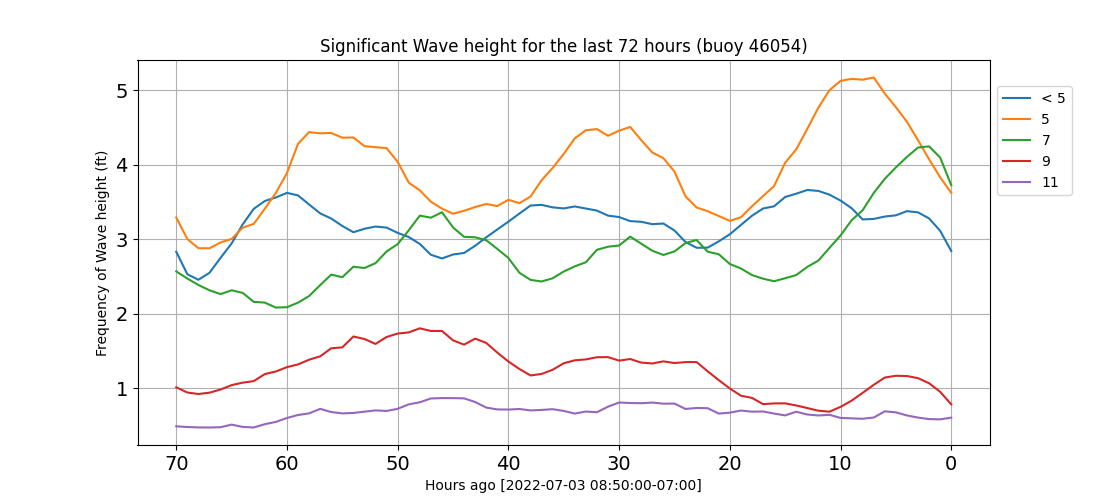 Significant Wave height for the last 72 hours (buoy 46054)
Frequency of Wave height (ft)
5
4
3
2
1
70 60 50 40 30 20 10 0
Hours ago [2022-07-03 08:50:00-07:00]
< 5
5
7
9
11